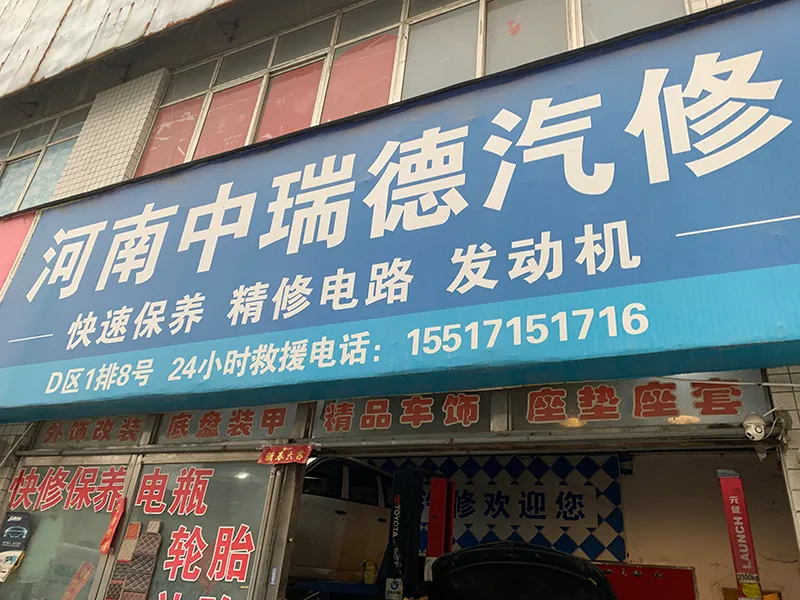 河南中瑞德汽修
快速保养 精修电路 发动机
D区1排8号 24小时救援电话：15517151716
外饰改装 底盘装甲 精品车饰 座垫座套
快修保养 电瓶
轮胎
修欢迎您
TOYOTA
元征
LAUNCH